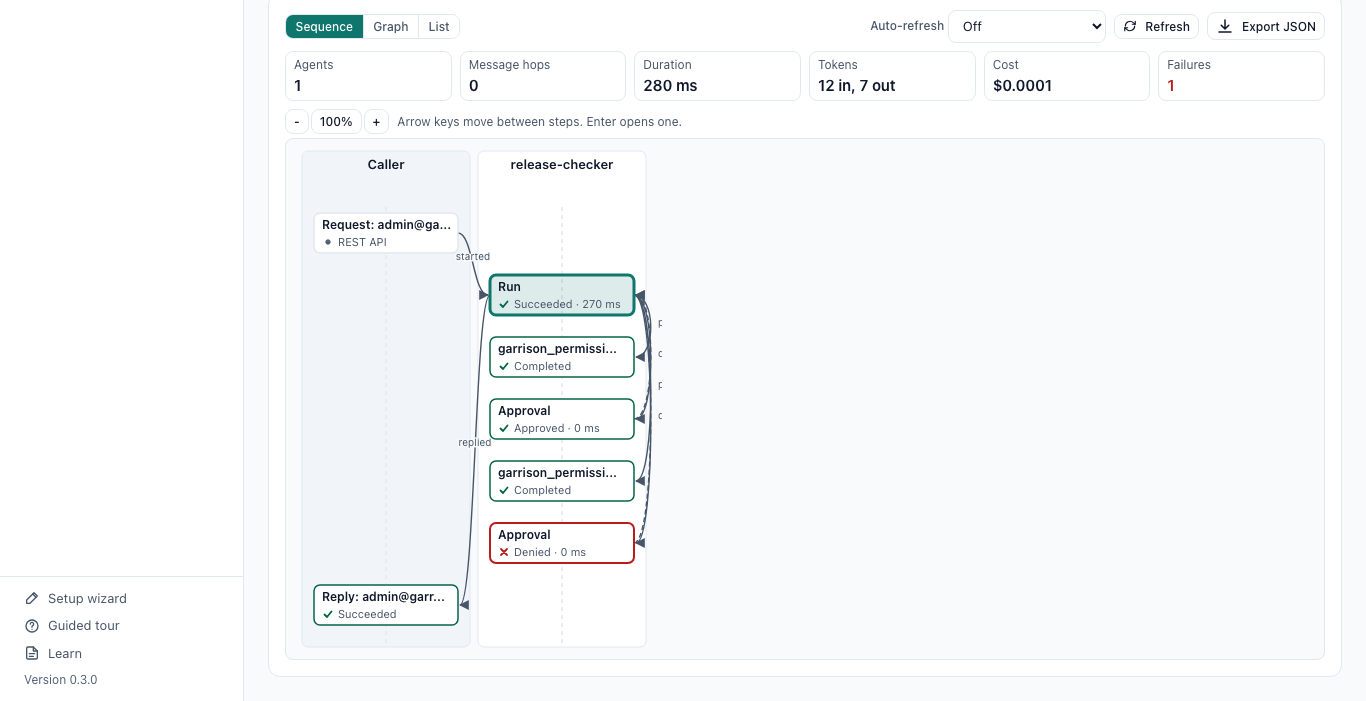 Sequence
Graph
List
Auto-refresh
Off
Refresh
Export JSON
Agents
1
Message hops
0
Duration
280 ms
Tokens
12 in, 7 out
Cost
$0.0001
Failures
1
-
100%
+
Arrow keys move between steps. Enter opens one.
Caller
release-checker
Request: admin@ga...
REST API
started
Run
Succeeded · 270 ms
garrison_permissi...
Completed
Approval
Approved · 0 ms
replied
garrison_permissi...
Completed
Approval
Denied · 0 ms
Reply: admin@garr...
Succeeded
Setup wizard
Guided tour
Learn
Version 0.3.0